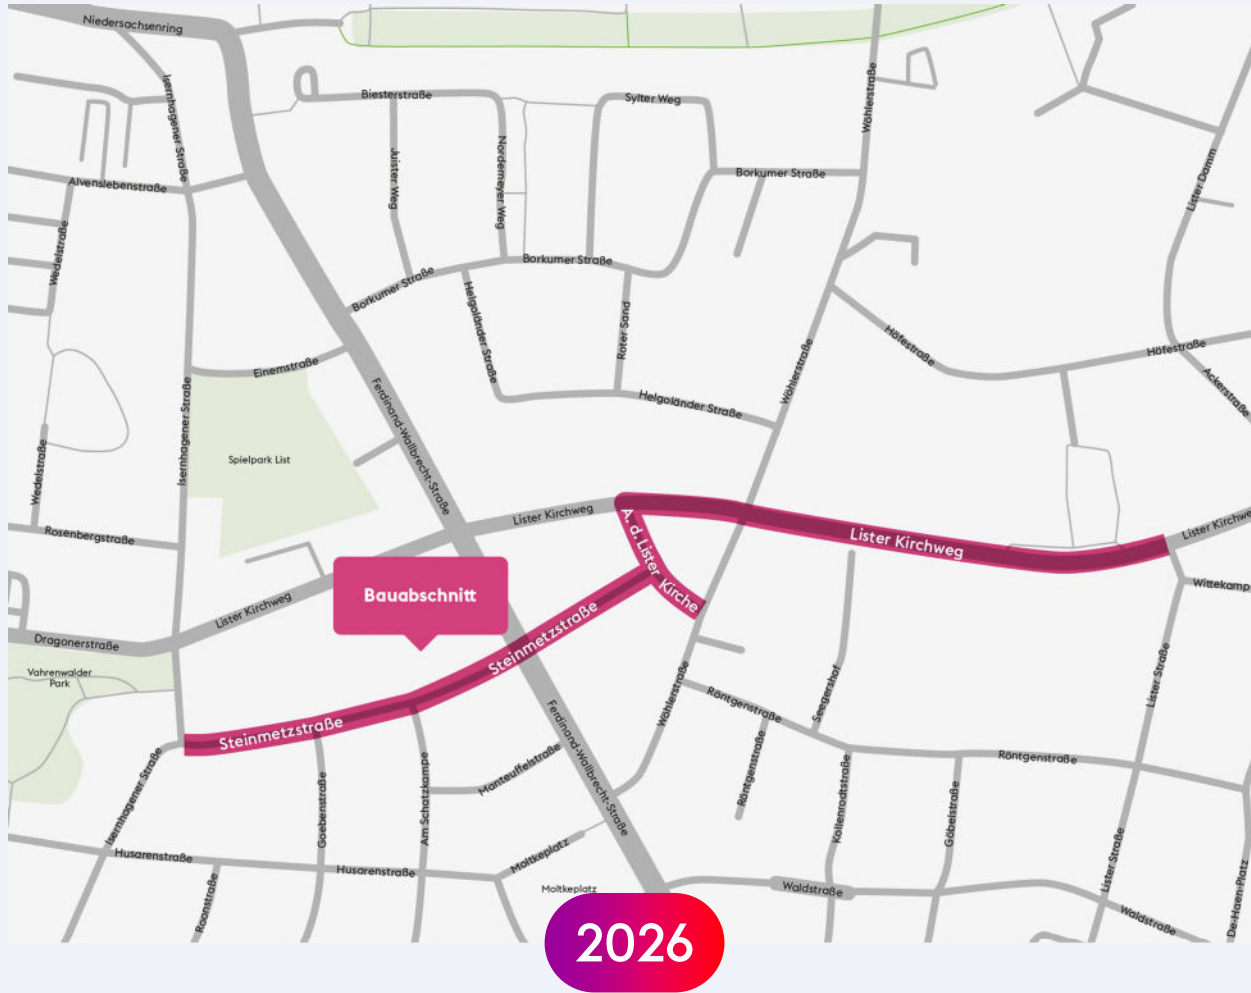 Niedersachsenring
Isernhagener Straße
Biesterstraße
Sylter Weg
Wöhlerstraße
Juister Weg
Norderneyer Weg
Alvenslebenstraße
Borkumer Straße
Lister Damm
Wedelstraße
Borkumer Straße
Borkumer Straße
Helgoländer Straße
Roter Sand
Höfestraße
Höfestraße
Einemstraße
Wöhlerstraße
Ackerstraße
Isernhagener Straße
Ferdinand-Wallbrecht-Straße
Helgoländer Straße
Spielpark List
Wedelstraße
Rosenbergstraße
Lister Kirchweg
A. d. Lister Kirche
Lister Kirchweg
Lister Kirchwe
Bauabschnitt
Lister Kirchweg
Wittekamp
Dragonerstraße
Steinmetzstraße
Vahrenwalder
Park
Wöhlerstraße
Seegershof
Lister Straße
Röntgenstraße
Steinmetzstraße
Ferdinand-Wallbrecht-Straße
Röntgenstraße
Röntgenstraße
Isernhagener Straße
Goebenstraße
Am Schatzkampe
Manteuffelstraße
Kollenrodtstraße
Göbelstraße
Lister Straße
Husarenstraße
Husarenstraße
Moltkeplatz
Moltkeplatz
Roonstraße
Waldstraße
Waldstraße
De-Haen-Platz
2026